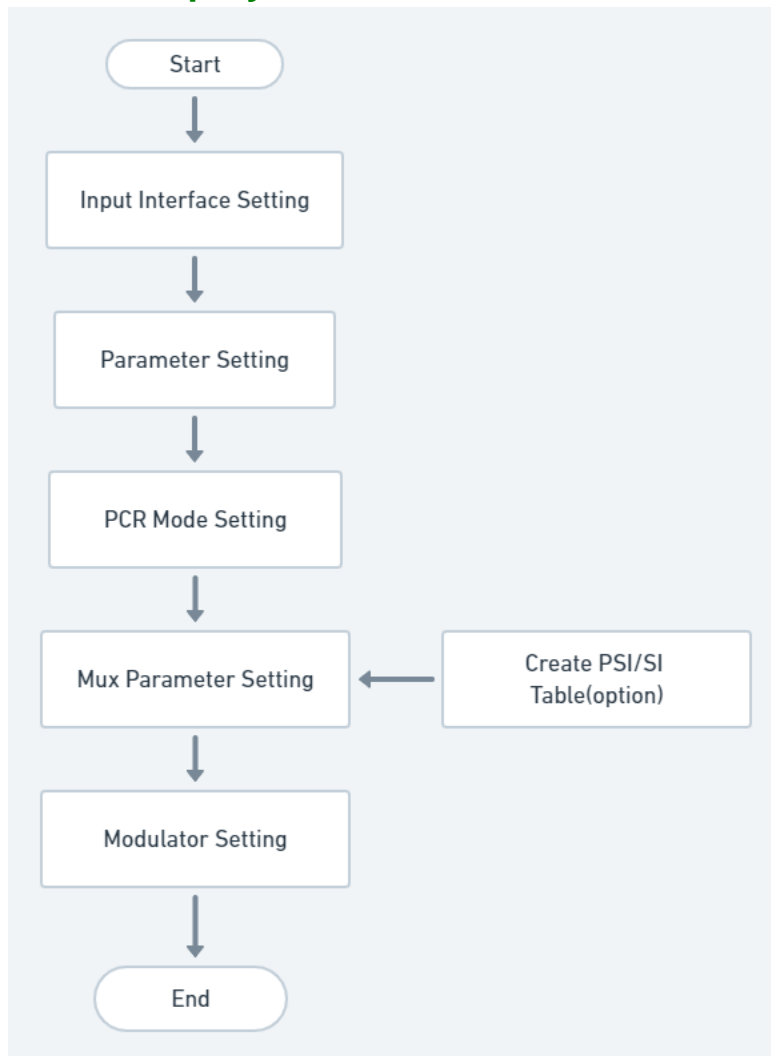 Start
Input Interface Setting
Parameter Setting
PCR Mode Setting
Mux Parameter Setting
Create PSI/SI
Table(option)
Modulator Setting
End